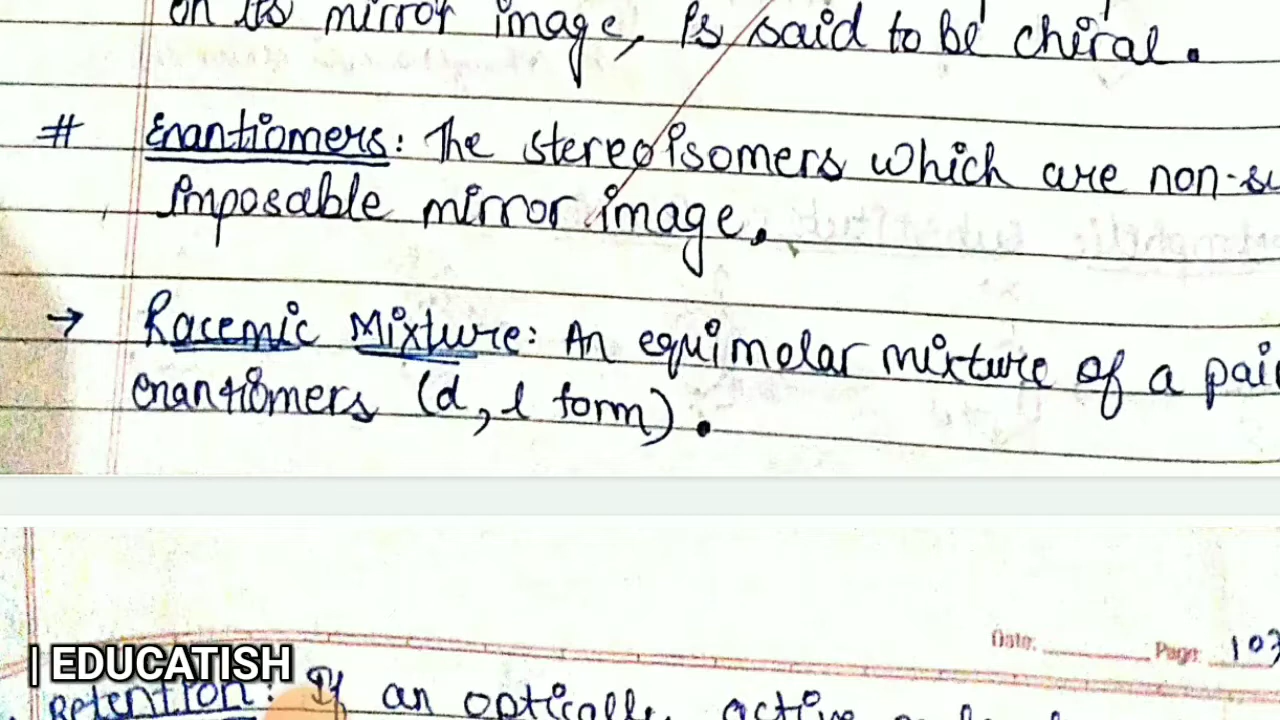 on its mirror image, is said to be chiral.
# Enantiomers: The stereoisomers which are non-su
imposable mirror image.
→ Racemic Mixture: An equimolar mixture of a pai
enantiomers (d, l form).
Date: Page: 103
| EDUCATISH
Retention: If an optically active